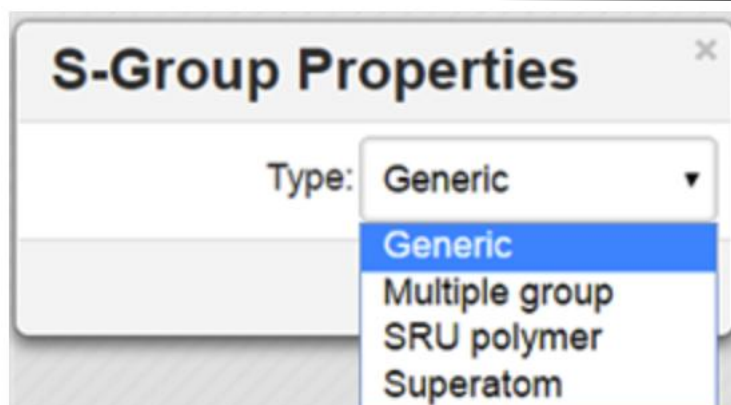 S-Group Properties ×
Type: Generic ▼
Generic
Multiple group
SRU polymer
Superatom